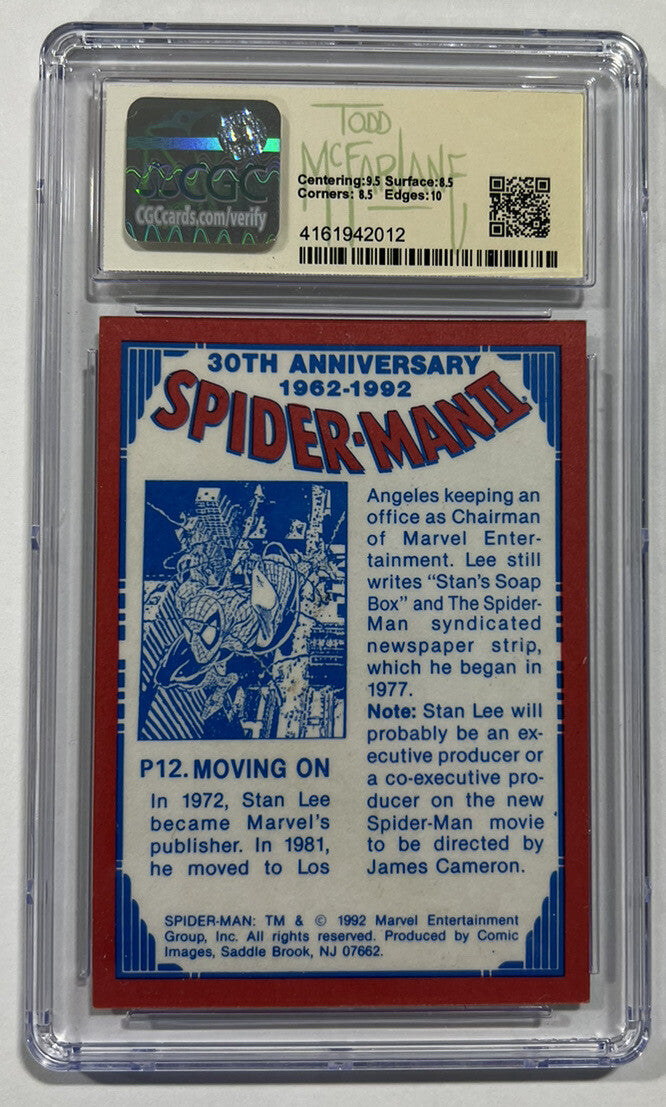 TODD
McFARLANE
CGC
CGCcards.com/verify
Centering:9.5 Surface:8.5
Corners: 8.5 Edges:10
4161942012
30TH ANNIVERSARY
1962-1992
SPIDER-MAN II
P12. MOVING ON
In 1972, Stan Lee
became Marvel's
publisher. In 1981,
he moved to Los
Angeles keeping an
office as Chairman
of Marvel Enter-
tainment. Lee still
writes "Stan's Soap
Box" and The Spider-
Man syndicated
newspaper strip,
which he began in
1977.
Note: Stan Lee will
probably be an ex-
ecutive producer or
a co-executive pro-
ducer on the new
Spider-Man movie
to be directed by
James Cameron.
SPIDER-MAN: TM & © 1992 Marvel Entertainment
Group, Inc. All rights reserved. Produced by Comic
Images, Saddle Brook, NJ 07662.